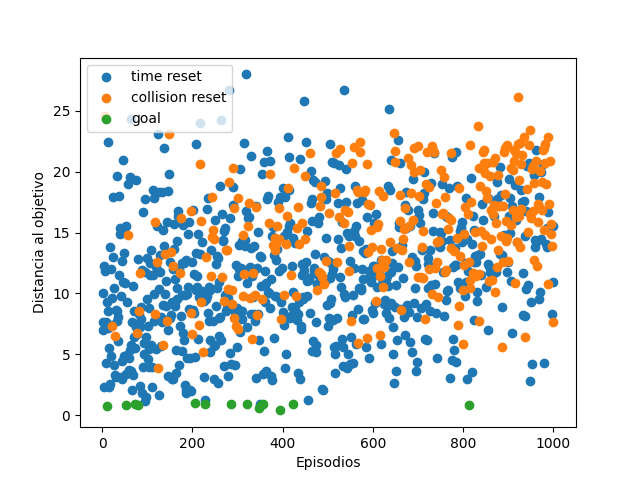 time reset
collision reset
goal
25
20
15
10
5
0
Distancia al objetivo
0 200 400 600 800 1000
Episodios